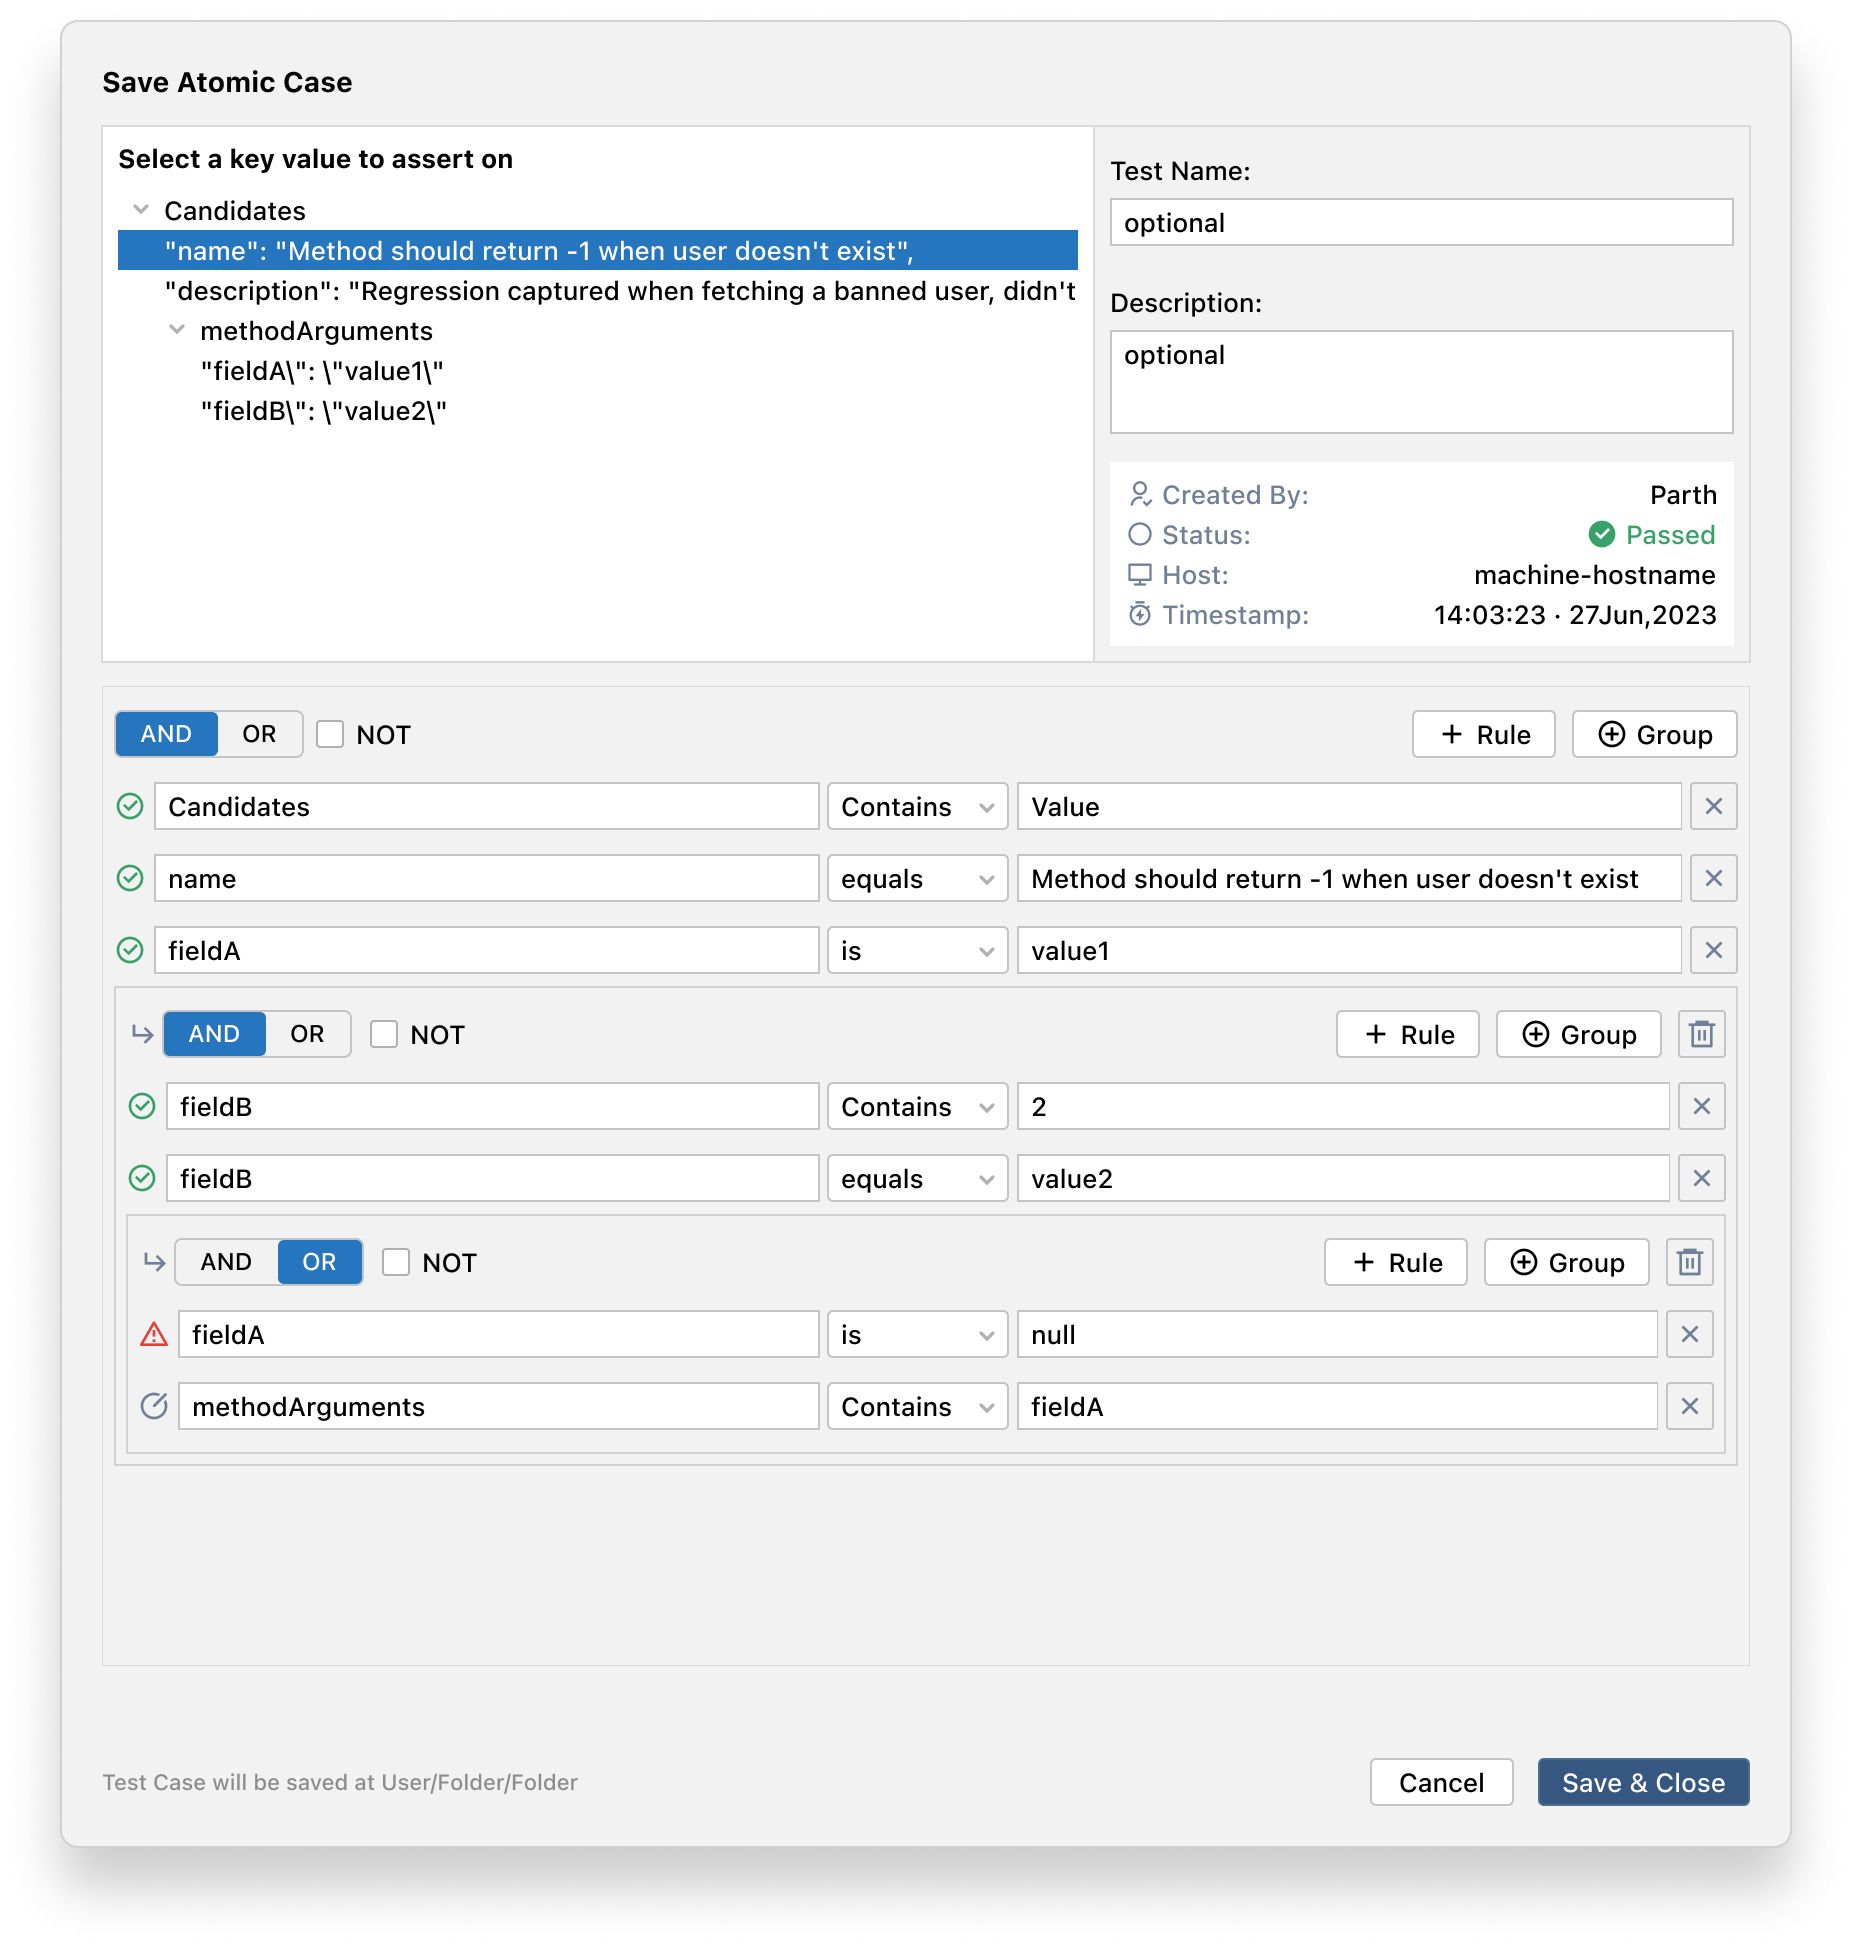 Save Atomic Case
Select a key value to assert on
Candidates
"name": "Method should return -1 when user doesn't exist",
"description": "Regression captured when fetching a banned user, didn't
methodArguments
"fieldA\": \"value1\"
"fieldB\": \"value2\"
Test Name:
optional
Description:
optional
Created By: Parth
Status: Passed
Host: machine-hostname
Timestamp: 14:03:23 · 27Jun,2023
AND OR NOT + Rule Group
Candidates Contains Value
name equals Method should return -1 when user doesn't exist
fieldA is value1
AND OR NOT + Rule Group
fieldB Contains 2
fieldB equals value2
AND OR NOT + Rule Group
fieldA is null
methodArguments Contains fieldA
Test Case will be saved at User/Folder/Folder Cancel Save & Close